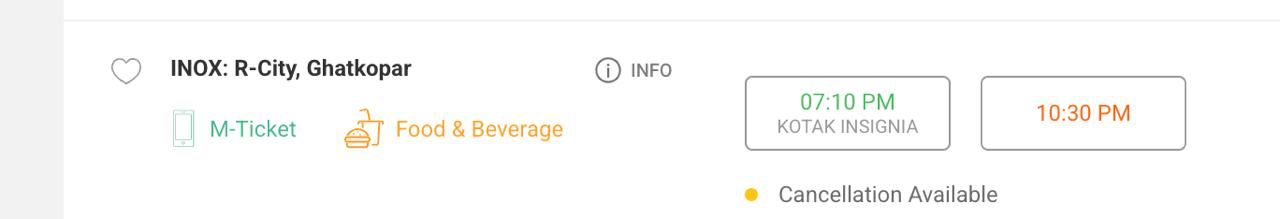 INOX: R-City, Ghatkopar
INFO
M-Ticket
Food & Beverage
07:10 PM
KOTAK INSIGNIA
10:30 PM
Cancellation Available